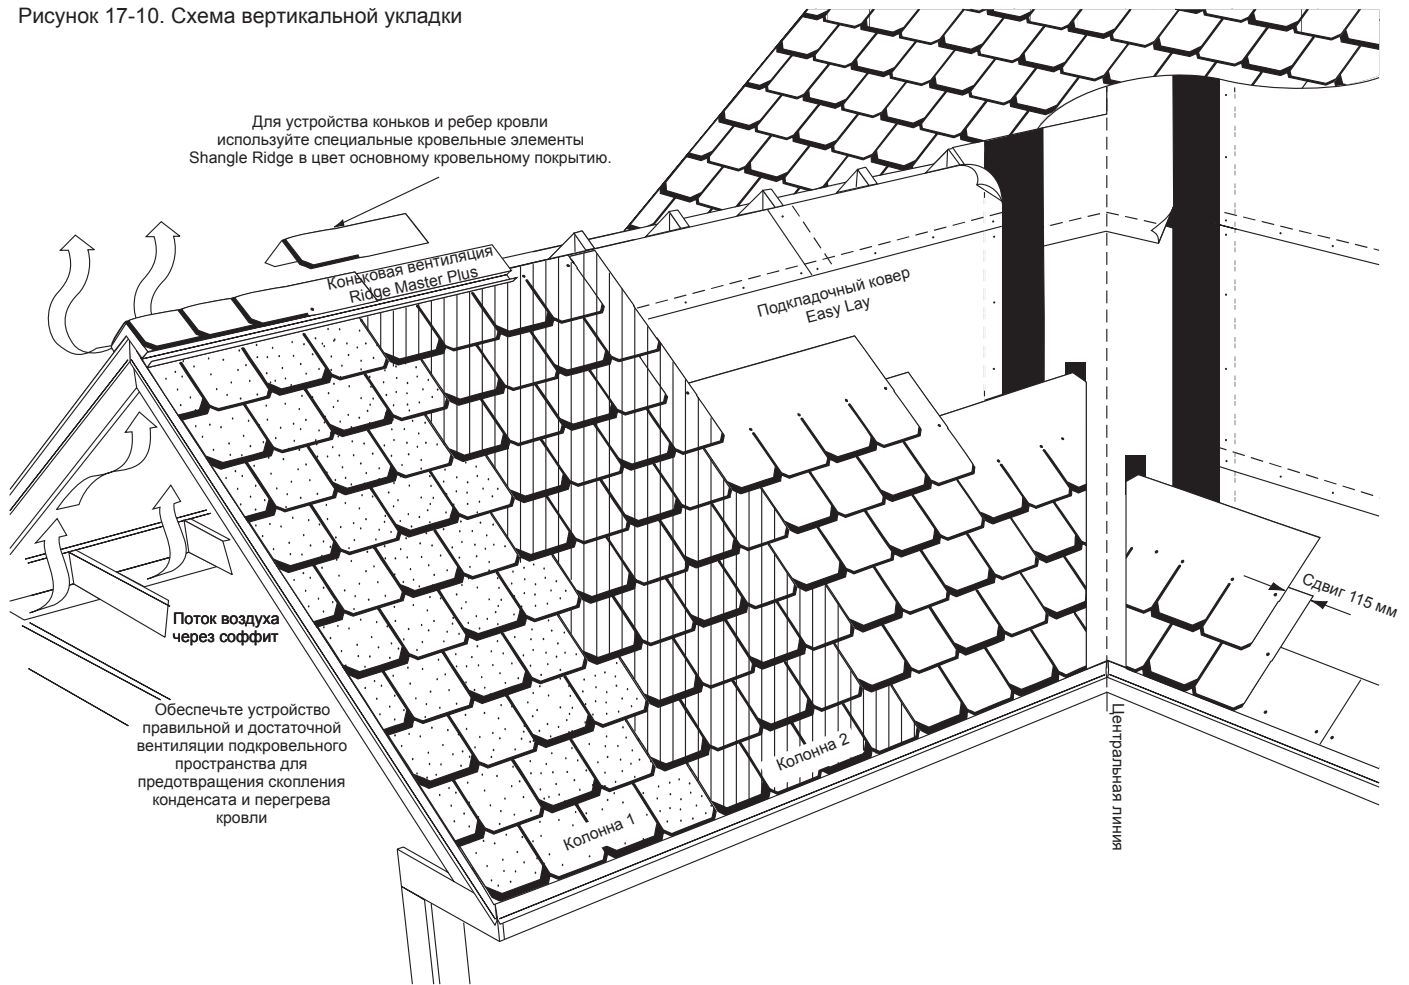 Рисунок 17-10. Схема вертикальной укладки
Для устройства коньков и ребер кровли
используйте специальные кровельные элементы
Shangle Ridge в цвет основному кровельному покрытию.
Коньковая вентиляция
Ridge Master Plus
Подкладочный ковер
Easy Lay
Сдвиг 115 мм
Поток воздуха
через соффит
Обеспечьте устройство
правильной и достаточной
вентиляции подкровельного
пространства для
предотвращения скопления
конденсата и перегрева
кровли
Колонна 1
Колонна 2
Центральная линия